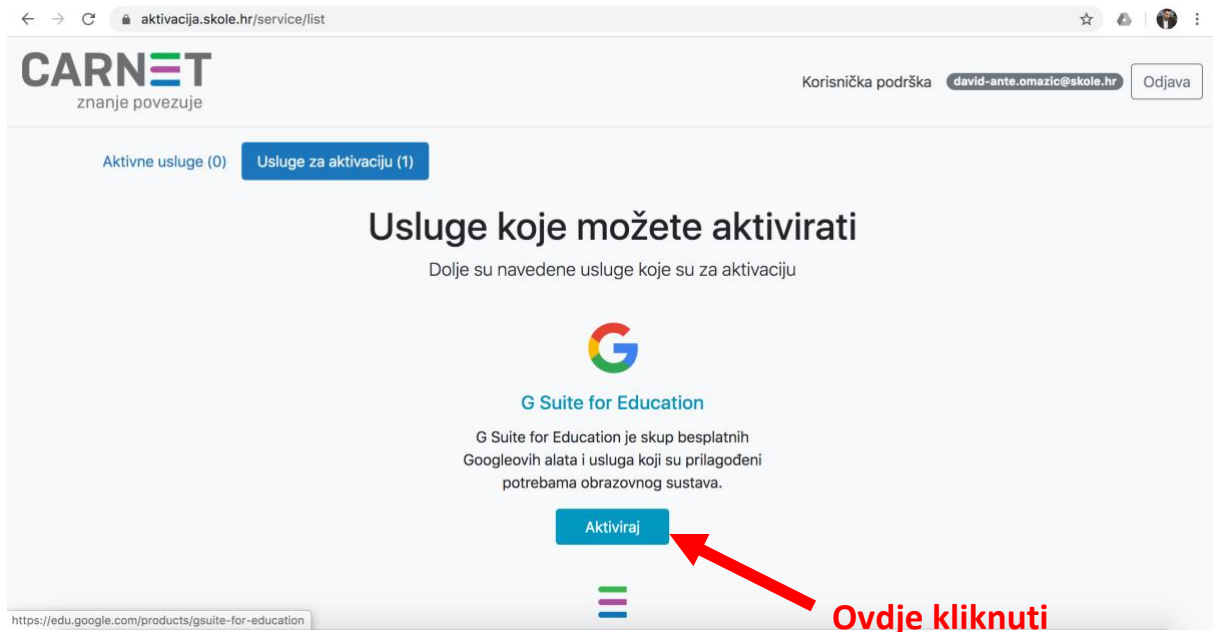 aktivacija.skole.hr/service/list
CARNET
znanje povezuje
Korisnička podrška david-ante.omazic@skole.hr Odjava
Aktivne usluge (0) Usluge za aktivaciju (1)
Usluge koje možete aktivirati
Dolje su navedene usluge koje su za aktivaciju
G Suite for Education
G Suite for Education je skup besplatnih
Googleovih alata i usluga koji su prilagođeni
potrebama obrazovnog sustava.
Aktiviraj
Ovdje kliknuti
https://edu.google.com/products/gsuite-for-education